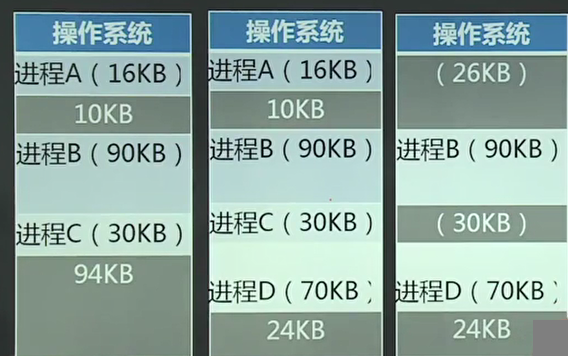 操作系统
进程A（16KB）
10KB
进程B（90KB）
进程C（30KB）
94KB
操作系统
进程A（16KB）
10KB
进程B（90KB）
进程C（30KB）
进程D（70KB）
24KB
操作系统
（26KB）
进程B（90KB）
（30KB）
进程D（70KB）
24KB